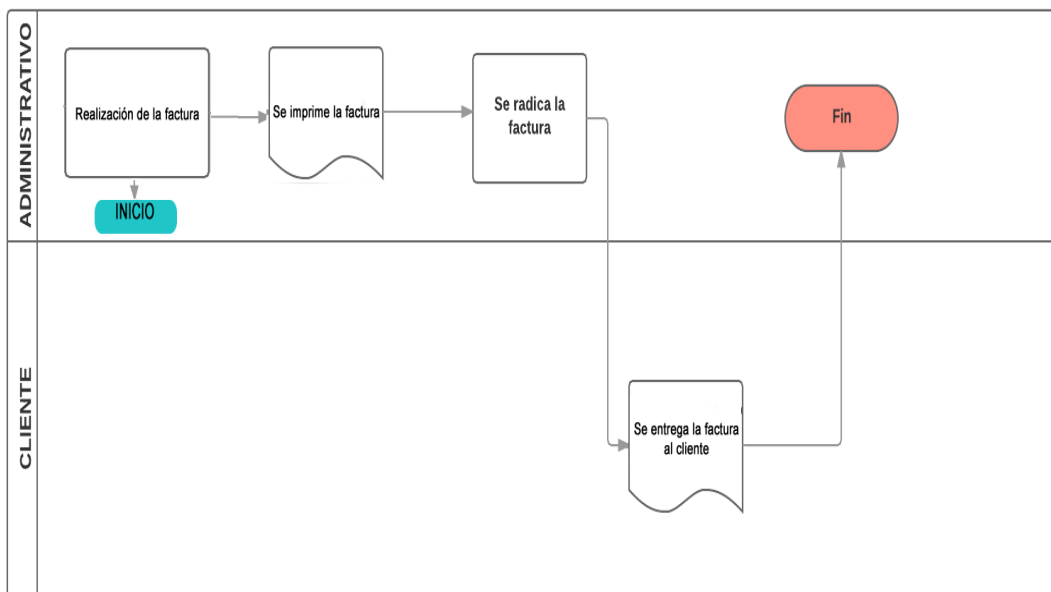 ADMINISTRATIVO
Realización de la factura
INICIO
Se imprime la factura
Se radica la
factura
Fin
CLIENTE
Se entrega la factura
al cliente